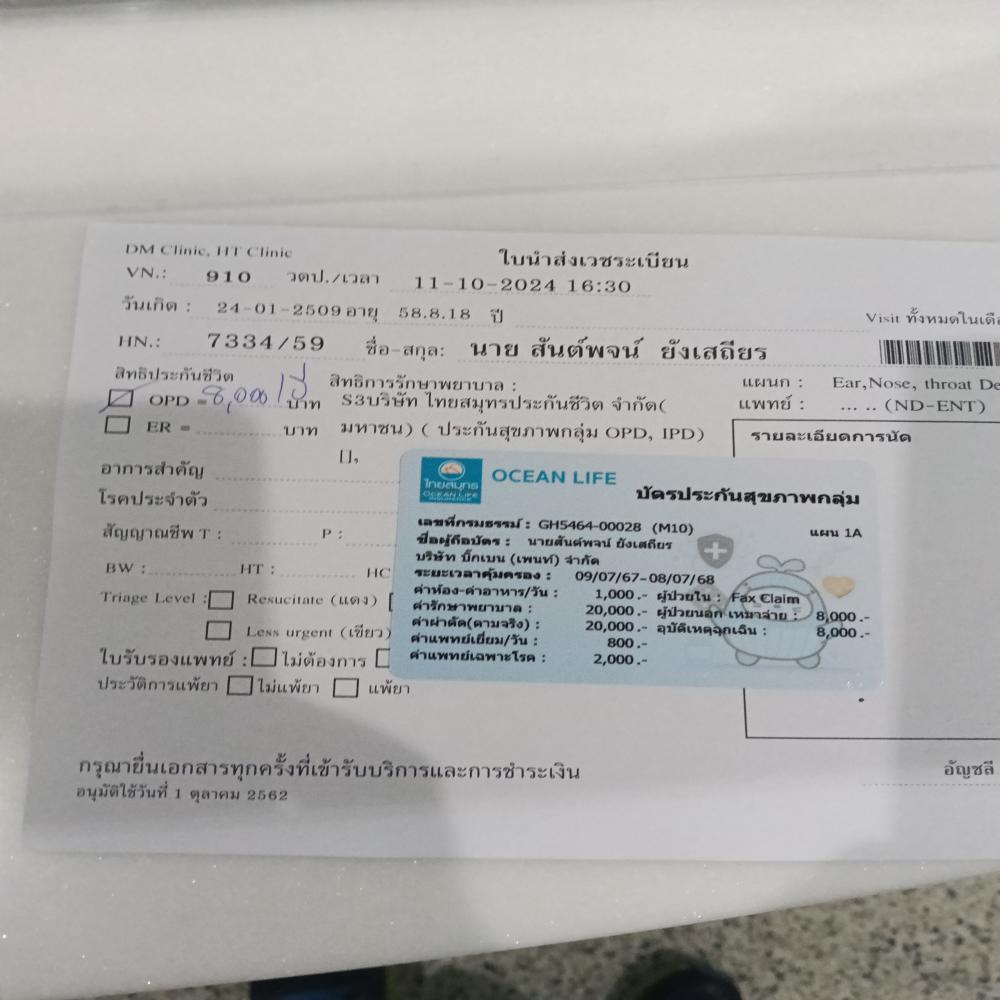 DM Clinic, HT Clinic
ใบนำส่งเวชระเบียน
VN.: 910 วดป./เวลา 11-10-2024 16:30
วันเกิด : 24-01-2509 อายุ 58.8.18 ปี
Visit ทั้งหมดในเดือ
HN.: 7334/59 ชื่อ-สกุล: นาย สันต์พจน์ ยังเสถียร
สิทธิประกันชีวิต สิทธิการรักษาพยาบาล :
แผนก : Ear,Nose, throat De
OPD = 8,000/ปี บาท S3บริษัท ไทยสมุทรประกันชีวิต จำกัด(
แพทย์ : ... .. (ND-ENT)
ER = บาท มหาชน) ( ประกันสุขภาพกลุ่ม OPD, IPD)
[],
รายละเอียดการนัด
อาการสำคัญ
โรคประจำตัว
สัญญาณชีพ T : P :
BW : HT : HC
Triage Level : Resucitate (แดง)
Less urgent (เขียว)
ใบรับรองแพทย์ : ไม่ต้องการ
ประวัติการแพ้ยา ไม่แพ้ยา แพ้ยา
กรุณายื่นเอกสารทุกครั้งที่เข้ารับบริการและการชำระเงิน
อนุมัติใช้วันที่ 1 ตุลาคม 2562
อัญชลี
ไทยสมุทร
OCEAN LIFE
OCEAN LIFE
บัตรประกันสุขภาพกลุ่ม
เลขที่กรมธรรม์ : GH5464-00028 (M10) แผน 1A
ชื่อผู้ถือบัตร : นายสันต์พจน์ ยังเสถียร
บริษัท บิ๊กเบน (เพนท์) จำกัด
ระยะเวลาคุ้มครอง : 09/07/67-08/07/68
ค่าห้อง-ค่าอาหาร/วัน : 1,000.- ผู้ป่วยใน : Fax Claim
ค่ารักษาพยาบาล : 20,000.- ผู้ป่วยนอก เหมาจ่าย : 8,000.-
ค่าผ่าตัด(ตามจริง) : 20,000.- อุบัติเหตุฉุกเฉิน : 8,000.-
ค่าแพทย์เยี่ยม/วัน : 800.-
ค่าแพทย์เฉพาะโรค : 2,000.-